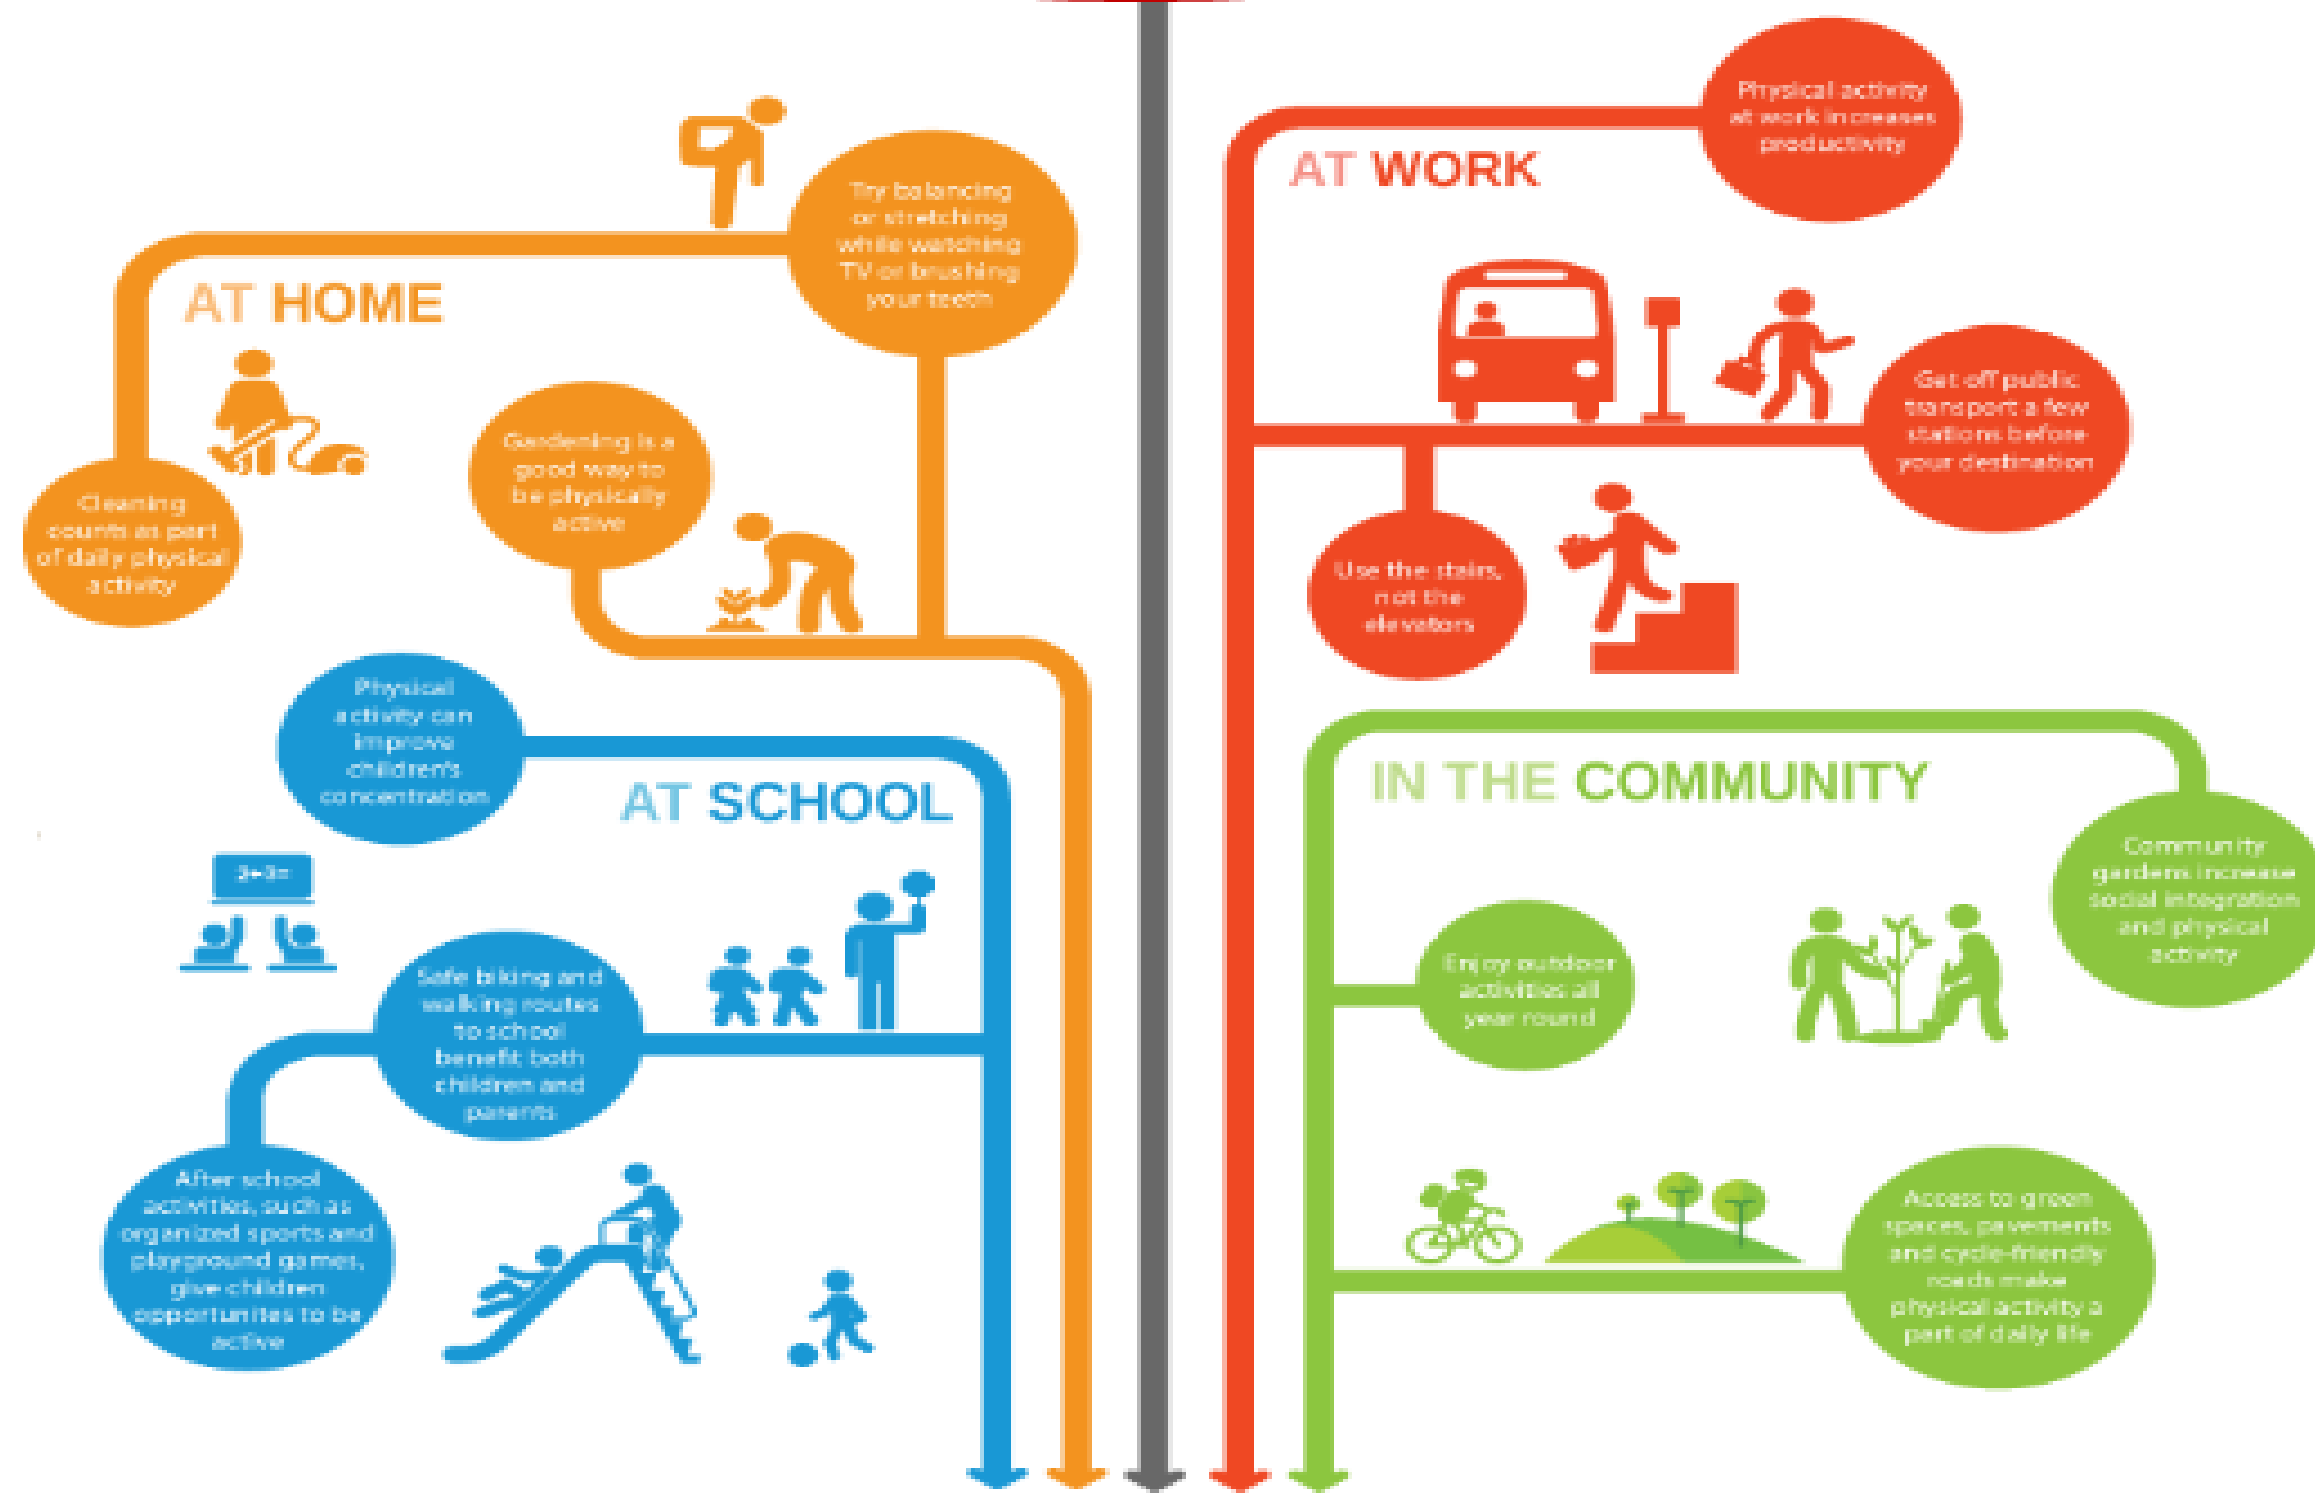 AT HOME
Try balancing
or stretching
while watching
TV or brushing
your teeth
Gardening is a
good way to
be physically
active
Cleaning
counts as part
of daily physical
activity
AT SCHOOL
Physical
activity can
improve
children's
concentration
2+3=
Safe biking and
walking routes
to school
benefit both
children and
parents
After school
activities, such as
organized sports and
playground games,
give children
opportunites to be
active
AT WORK
Physical activity
at work increases
productivity
Get off public
transport a few
stations before
your destination
Use the stairs,
not the
elevators
IN THE COMMUNITY
Community
gardens increase
social integration
and physical
activity
Enjoy outdoor
activities all
year round
Access to green
spaces, pavements
and cycle-friendly
roads make
physical activity a
part of daily life